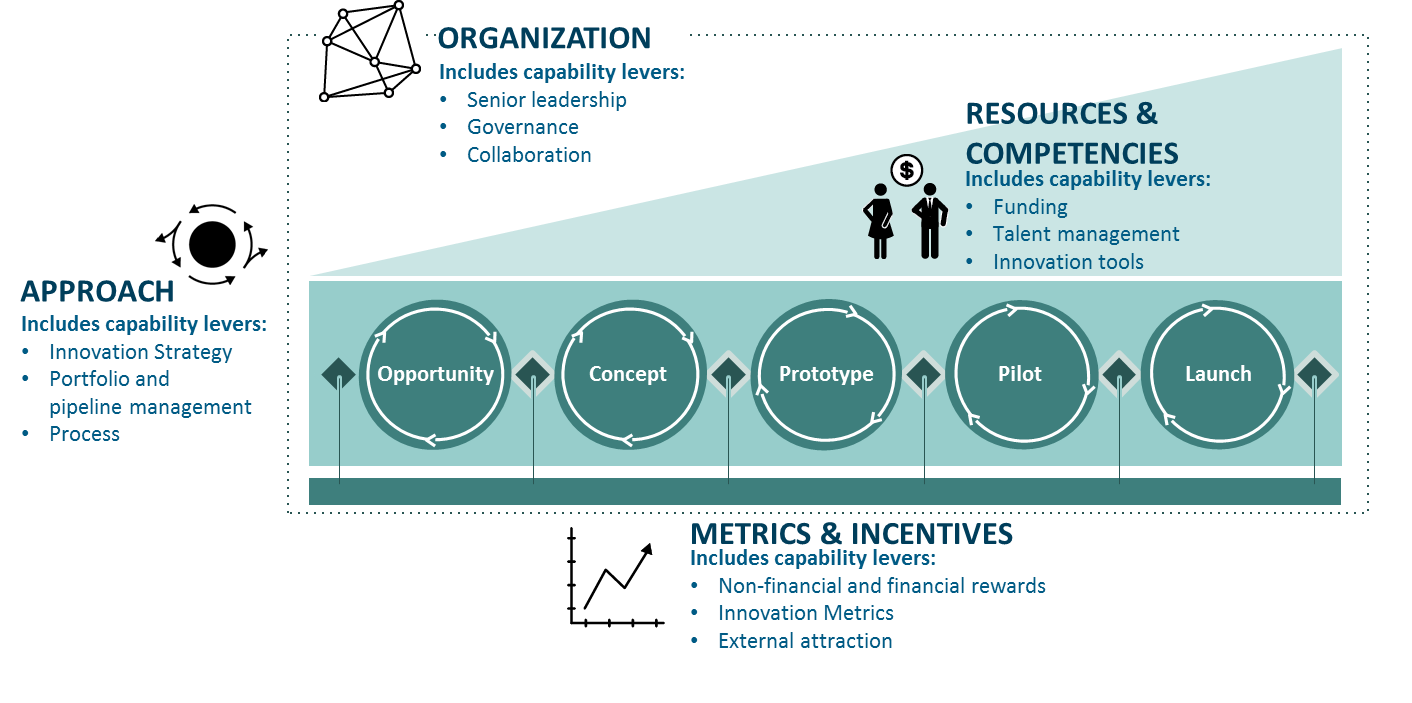 ORGANIZATION
Includes capability levers:
• Senior leadership
• Governance
• Collaboration
RESOURCES &
COMPETENCIES
Includes capability levers:
• Funding
• Talent management
• Innovation tools
$
APPROACH
Includes capability levers:
• Innovation Strategy
• Portfolio and
pipeline management
• Process
Opportunity
Concept
Prototype
Pilot
Launch
METRICS & INCENTIVES
Includes capability levers:
• Non-financial and financial rewards
• Innovation Metrics
• External attraction